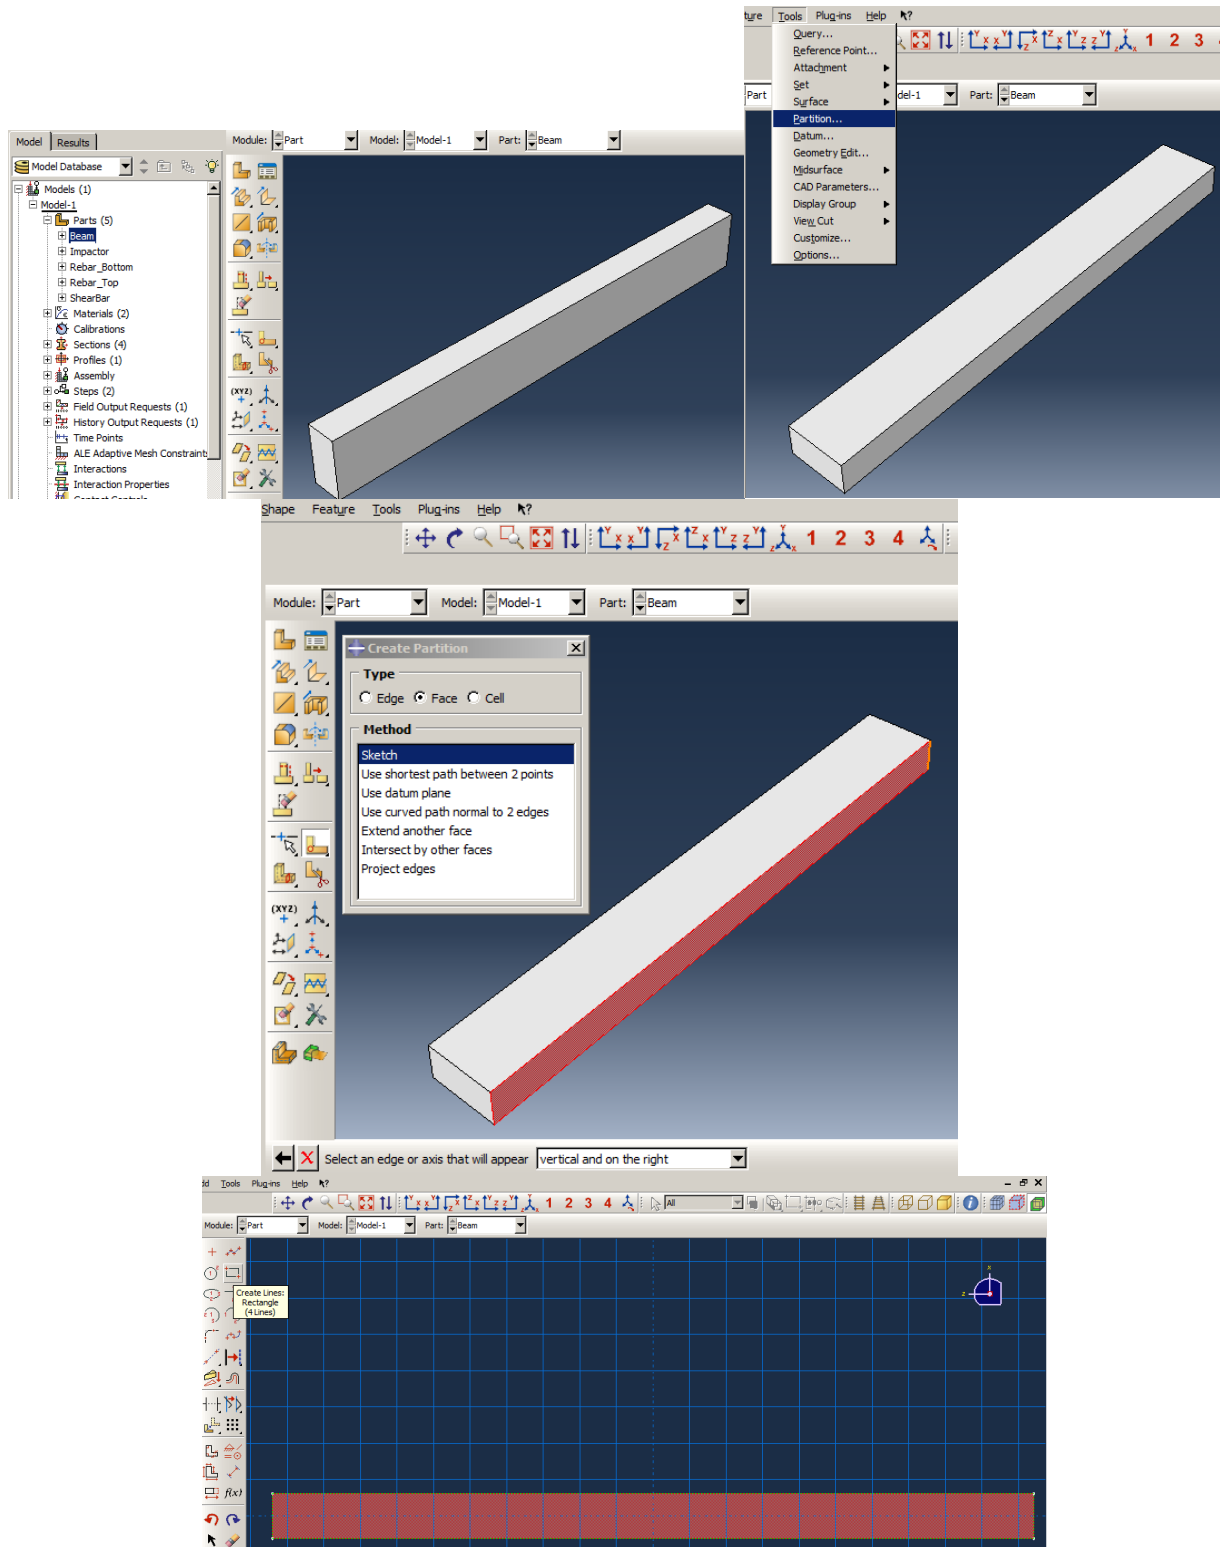 ture Tools Plug-ins Help
Query...
Reference Point...
Attachment
Set
Surface
Partition...
Datum...
Geometry Edit...
Midsurface
CAD Parameters...
Display Group
View Cut
Customize...
Options...
1 2 3
Part
del-1 Part: Beam
Model Results
Module: Part Model: Model-1 Part: Beam
Model Database
Models (1)
Model-1
Parts (5)
Beam
Impactor
Rebar_Bottom
Rebar_Top
ShearBar
Materials (2)
Calibrations
Sections (4)
Profiles (1)
Assembly
Steps (2)
Field Output Requests (1)
History Output Requests (1)
Time Points
ALE Adaptive Mesh Constraints
Interactions
Interaction Properties
Contact Controls
(XYZ)
Shape Feature Tools Plug-ins Help
1 2 3 4
Module: Part Model: Model-1 Part: Beam
Create Partition
Type
Edge Face Cell
Method
Sketch
Use shortest path between 2 points
Use datum plane
Use curved path normal to 2 edges
Extend another face
Intersect by other faces
Project edges
(XYZ)
Select an edge or axis that will appear vertical and on the right
dd Tools Plug-ins Help
1 2 3 4 All
Module: Part Model: Model-1 Part: Beam
Create Lines:
Rectangle
(4 Lines)
x
z
f(x)